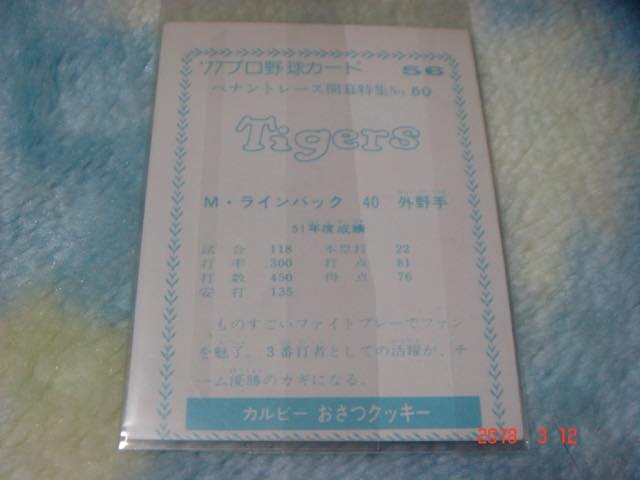 '77プロ野球カード 56
ペナントレース開幕特集No.60
Tigers
M・ラインバック 40 外野手
51年度成績
試合 118 本塁打 22
打率 .300 打点 81
打数 450 得点 76
安打 135
ものすごいファイトプレーでファン
を魅了。3番打者としての活躍が、チ
ーム優勝のカギになる。
カルビー おさつクッキー
2018. 3 12